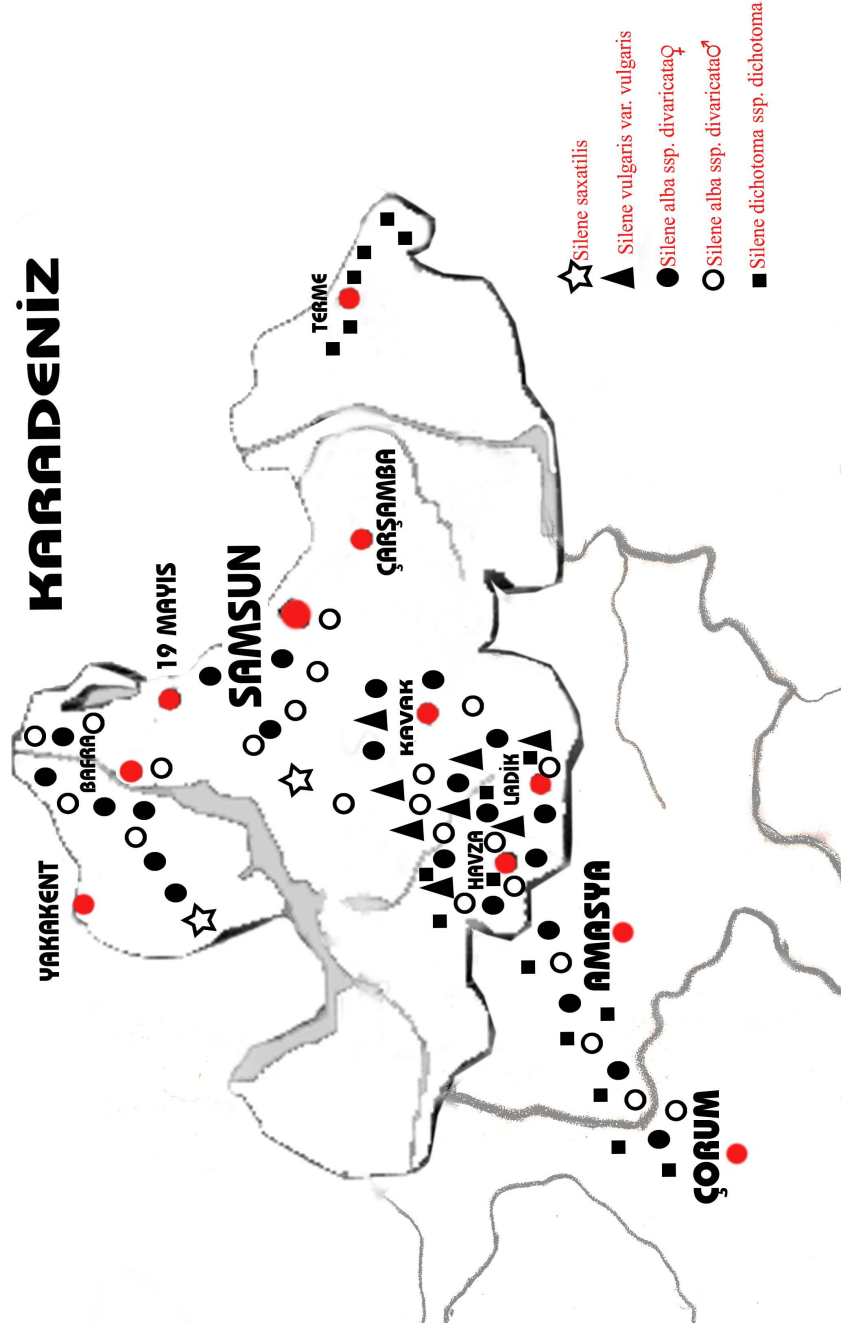 KARADENİZ
YAKAKENT
BAFRA
19 MAYIS
SAMSUN
ÇARŞAMBA
TERME
KAVAK
HAVZA
LADİK
AMASYA
ÇORUM
Silene saxatilis
Silene vulgaris var. vulgaris
Silene alba ssp. divaricata♀
Silene alba ssp. divaricata♂
Silene dichotoma ssp. dichotoma